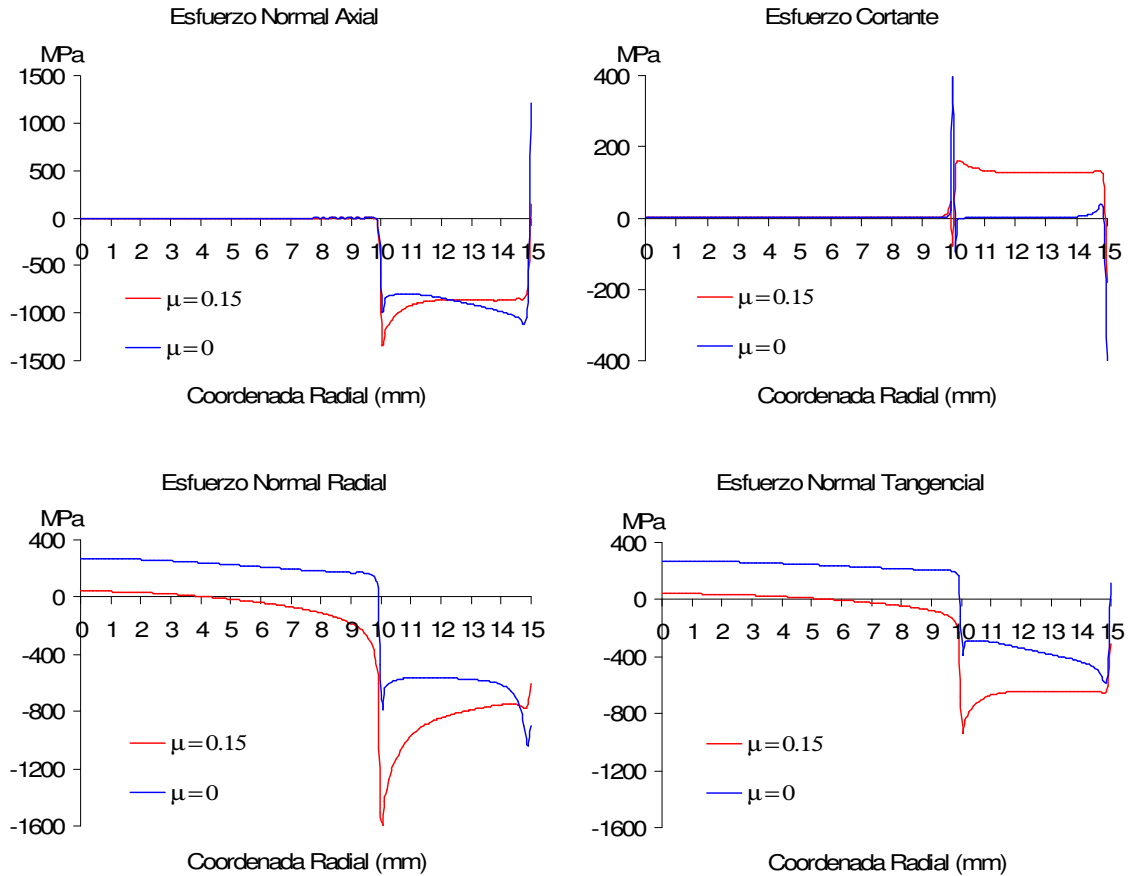 Esfuerzo Normal Axial
MPa
1500
1000
500
0
-500
-1000
-1500
0 1 2 3 4 5 6 7 8 9 10 11 12 13 14 15
μ=0.15
μ=0
Coordenada Radial (mm)
Esfuerzo Cortante
MPa
400
200
0
-200
-400
0 1 2 3 4 5 6 7 8 9 10 11 12 13 14 15
μ=0.15
μ=0
Coordenada Radial (mm)
Esfuerzo Normal Radial
MPa
400
0
-400
-800
-1200
-1600
0 1 2 3 4 5 6 7 8 9 10 11 12 13 14 15
μ=0.15
μ=0
Coordenada Radial (mm)
Esfuerzo Normal Tangencial
MPa
400
0
-400
-800
-1200
-1600
0 1 2 3 4 5 6 7 8 9 10 11 12 13 14 15
μ=0.15
μ=0
Coordenada Radial (mm)